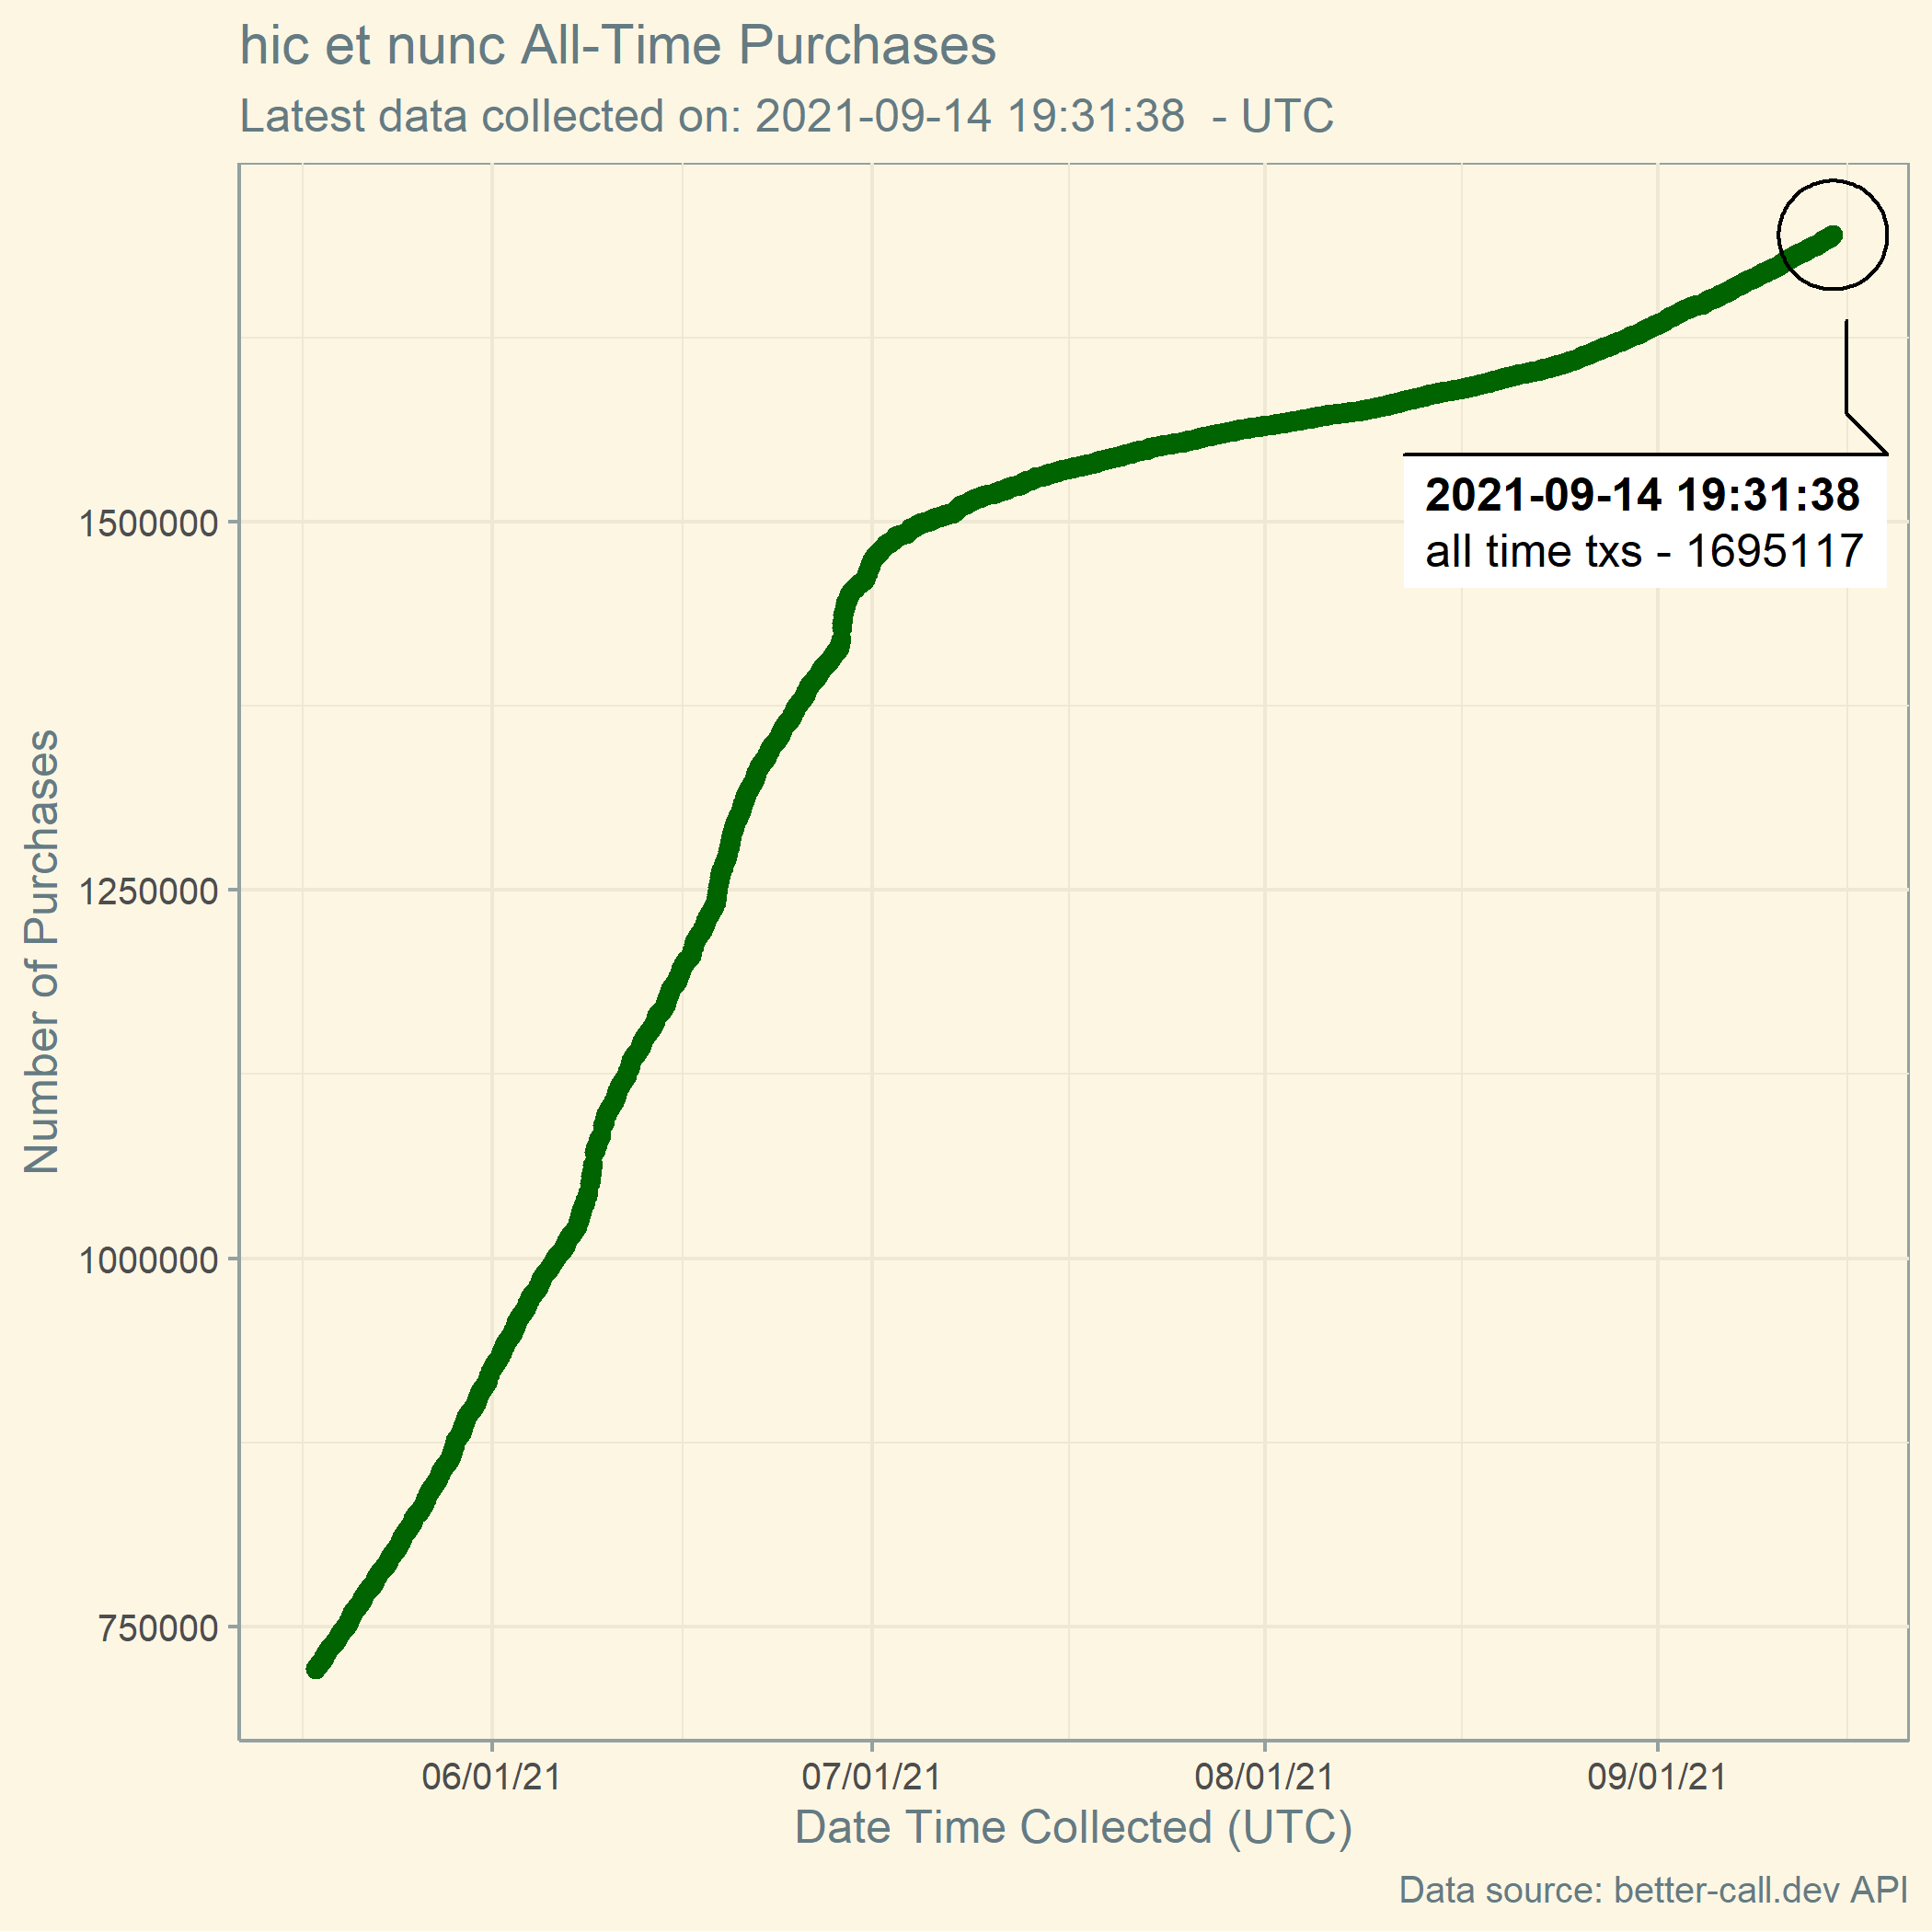 hic et nunc All-Time Purchases
Latest data collected on: 2021-09-14 19:31:38  - UTC
Number of Purchases
1500000
1250000
1000000
750000
2021-09-14 19:31:38
all time txs - 1695117
06/01/21 07/01/21 08/01/21 09/01/21
Date Time Collected (UTC)
Data source: better-call.dev API